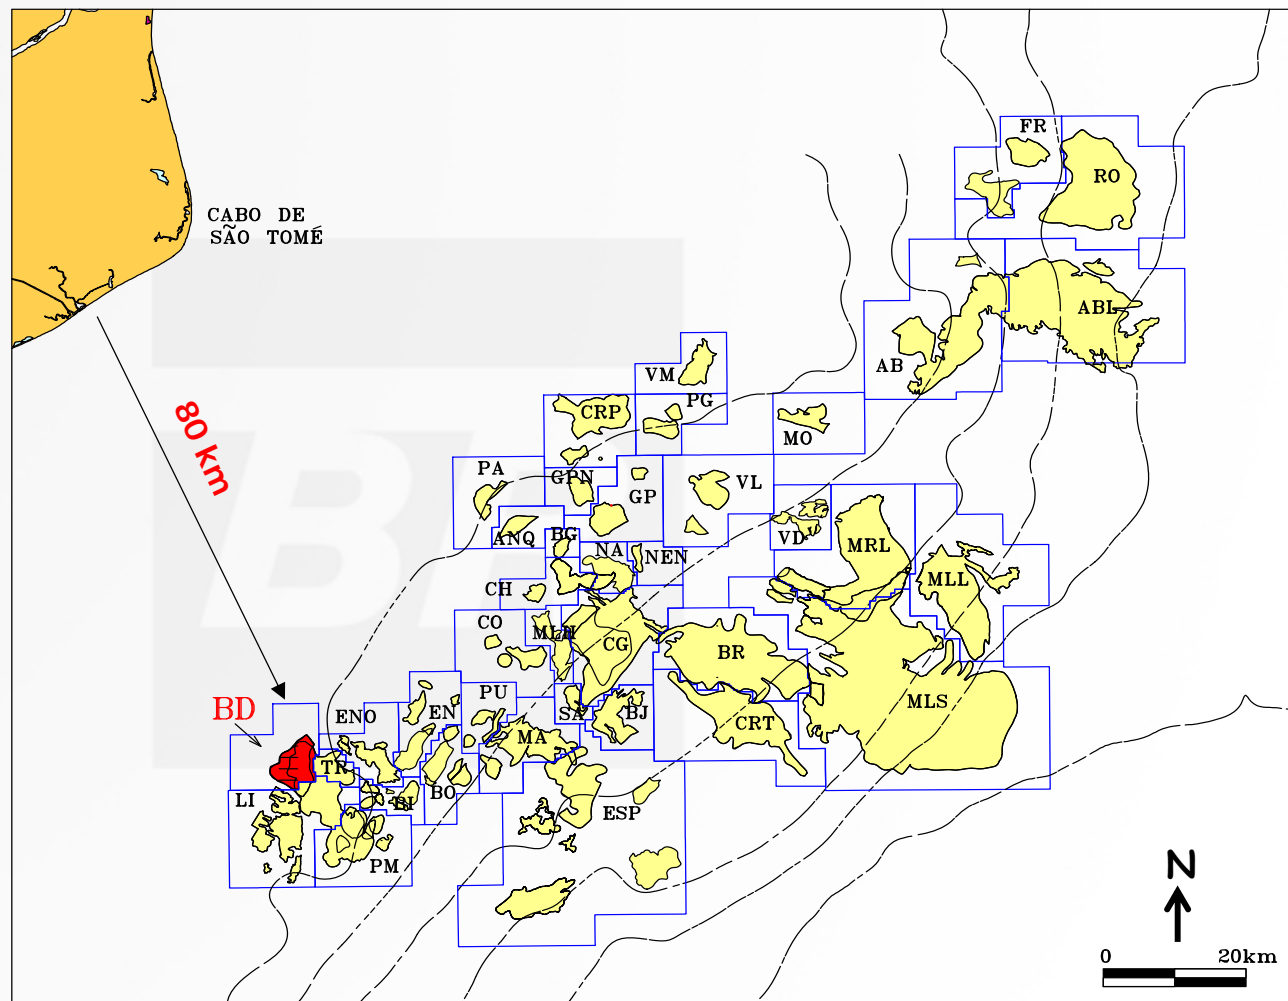 FR
RO
CABO DE
SÃO TOMÉ
ABL
AB
VM
PG
CRP
MO
80 km
PA
GPN
GP
VL
ANQ
BG
NA
NEN
VD
MRL
MLL
CH
CO
MLH
CG
BR
MLS
PU
SA
BJ
CRT
BD
ENO
EN
MA
TR
LI
BI
BO
ESP
PM
N
0 20km